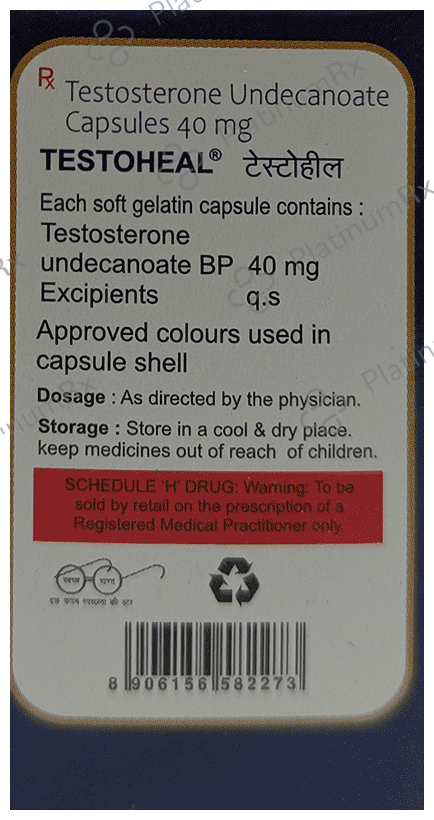 Rx Testosterone Undecanoate
Capsules 40 mg
TESTOHEAL® टेस्टोहील
Each soft gelatin capsule contains :
Testosterone
undecanoate BP 40 mg
Excipients q.s
Approved colours used in
capsule shell
Dosage : As directed by the physician.
Storage : Store in a cool & dry place.
keep medicines out of reach of children.
SCHEDULE 'H' DRUG: Warning: To be
sold by retail on the prescription of a
Registered Medical Practitioner only.
स्वच्छ भारत
एक कदम स्वच्छता की ओर
8 906156 582273
PlatinumRx